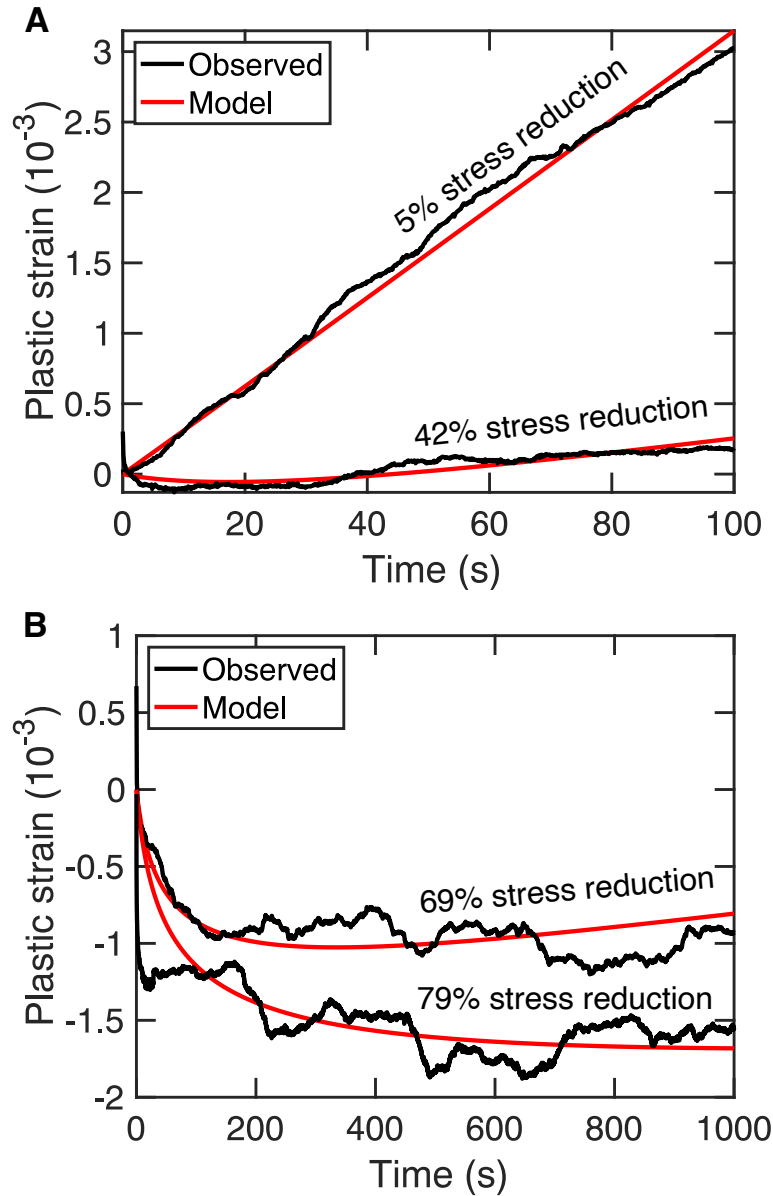 A
Observed
Model
5% stress reduction
42% stress reduction
3
2.5
2
1.5
1
0.5
0
Plastic strain (10^-3)
0 20 40 60 80 100
Time (s)
B
Observed
Model
69% stress reduction
79% stress reduction
1
0.5
0
-0.5
-1
-1.5
-2
Plastic strain (10^-3)
0 200 400 600 800 1000
Time (s)